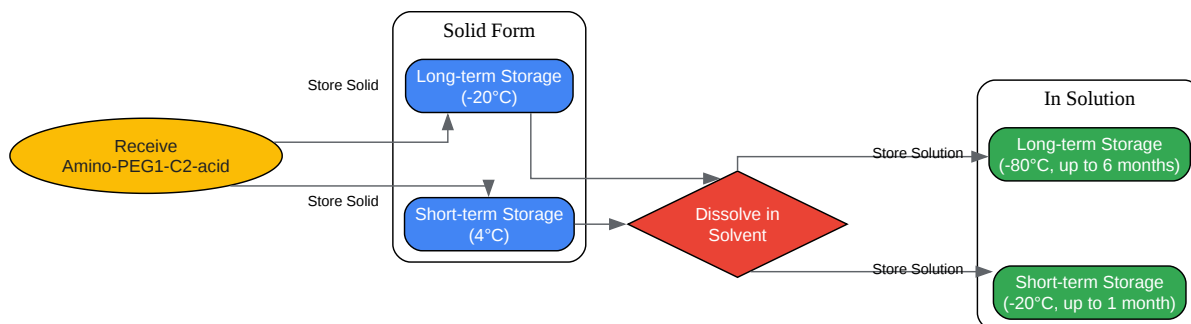 Receive
Amino-PEG1-C2-acid
Store Solid
Store Solid
Solid Form
Long-term Storage
(-20°C)
Short-term Storage
(4°C)
Dissolve in
Solvent
Store Solution
Store Solution
In Solution
Long-term Storage
(-80°C, up to 6 months)
Short-term Storage
(-20°C, up to 1 month)